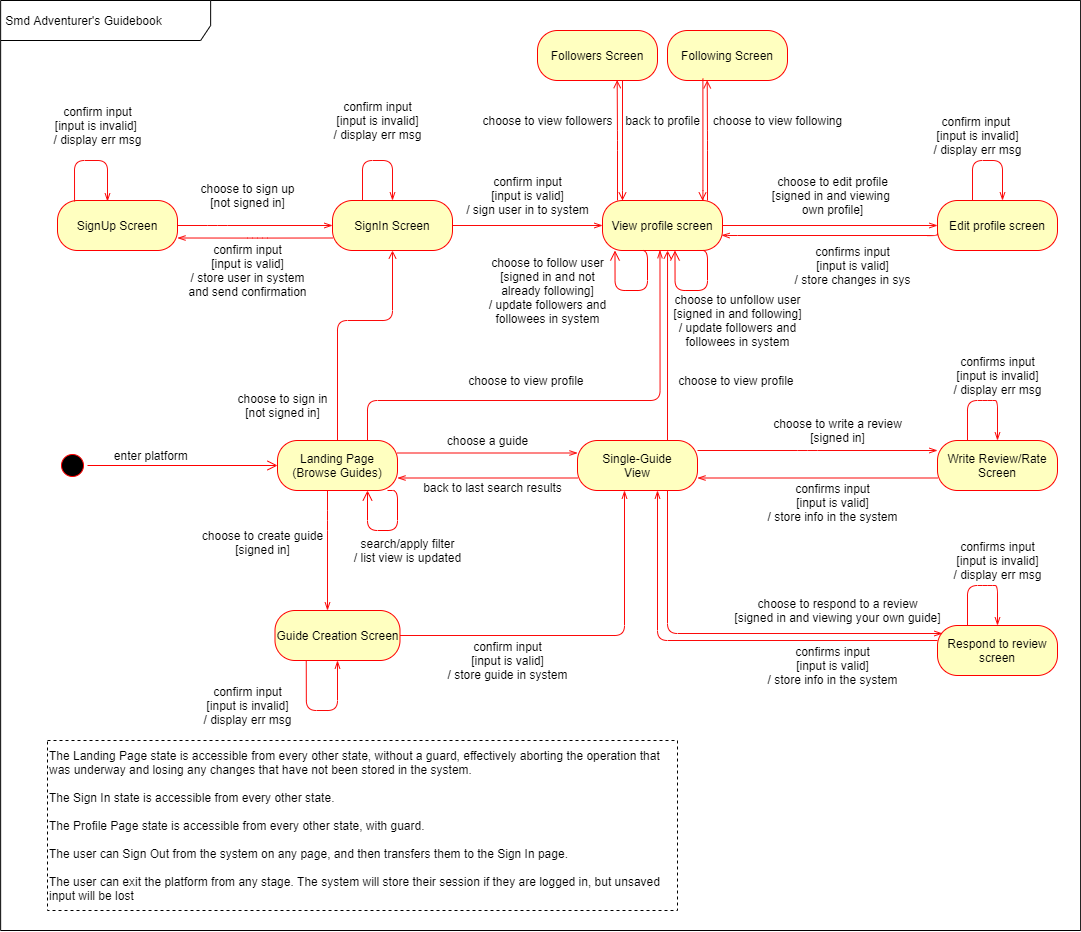 Smd Adventurer's Guidebook
Followers Screen
Following Screen
choose to view followers
back to profile
choose to view following
confirm input
[input is invalid]
/ display err msg
confirm input
[input is invalid]
/ display err msg
confirm input
[input is invalid]
/ display err msg
choose to sign up
[not signed in]
confirm input
[input is valid]
/ sign user in to system
choose to edit profile
[signed in and viewing
own profile]
SignUp Screen
SignIn Screen
View profile screen
Edit profile screen
confirm input
[input is valid]
/ store user in system
and send confirmation
choose to follow user
[signed in and not
already following]
/ update followers and
followees in system
choose to unfollow user
[signed in and following]
/ update followers and
followees in system
confirms input
[input is valid]
/ store changes in sys
choose to view profile
choose to view profile
choose to sign in
[not signed in]
confirms input
[input is invalid]
/ display err msg
enter platform
Landing Page
(Browse Guides)
choose a guide
back to last search results
Single-Guide
View
choose to write a review
[signed in]
Write Review/Rate
Screen
confirms input
[input is valid]
/ store info in the system
choose to create guide
[signed in]
search/apply filter
/ list view is updated
confirms input
[input is invalid]
/ display err msg
choose to respond to a review
[signed in and viewing your own guide]
Respond to review
screen
confirms input
[input is valid]
/ store info in the system
Guide Creation Screen
confirm input
[input is valid]
/ store guide in system
confirm input
[input is invalid]
/ display err msg
The Landing Page state is accessible from every other state, without a guard, effectively aborting the operation that
was underway and losing any changes that have not been stored in the system.
The Sign In state is accessible from every other state.
The Profile Page state is accessible from every other state, with guard.
The user can Sign Out from the system on any page, and then transfers them to the Sign In page.
The user can exit the platform from any stage. The system will store their session if they are logged in, but unsaved
input will be lost